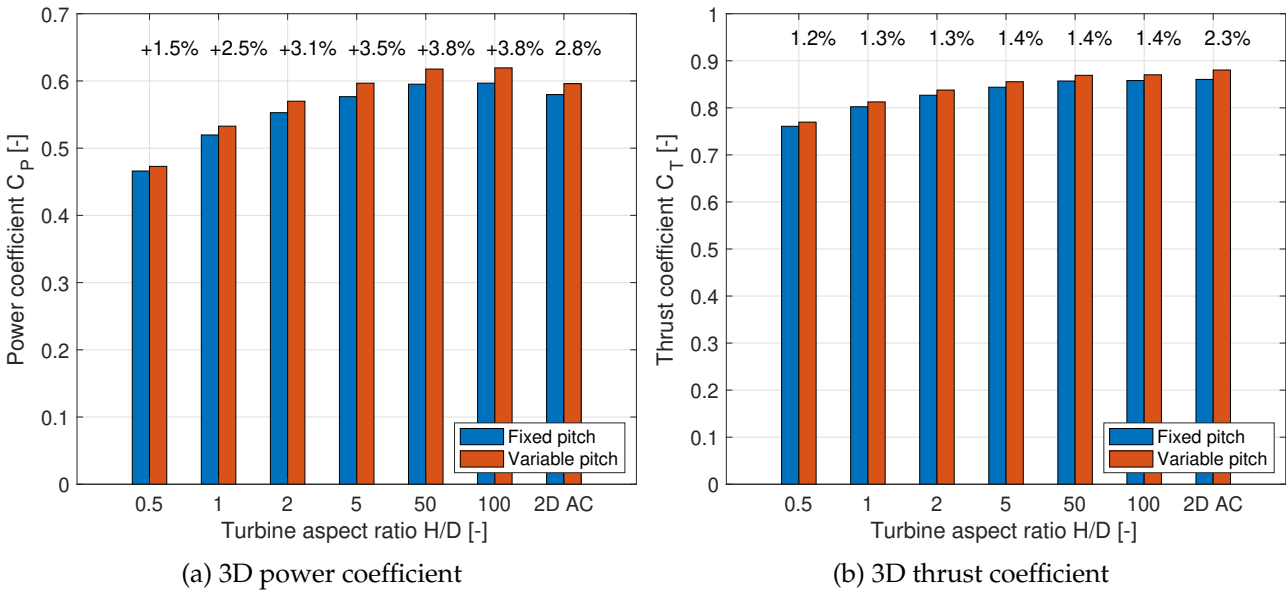 0.7
0.6
0.5
0.4
0.3
0.2
0.1
0
Power coefficient C_P [-]
+1.5% +2.5% +3.1% +3.5% +3.8% +3.8% 2.8%
Fixed pitch
Variable pitch
0.5 1 2 5 50 100 2D AC
Turbine aspect ratio H/D [-]
(a) 3D power coefficient
1
0.9
0.8
0.7
0.6
0.5
0.4
0.3
0.2
0.1
0
Thrust coefficient C_T [-]
1.2% 1.3% 1.3% 1.4% 1.4% 1.4% 2.3%
Fixed pitch
Variable pitch
0.5 1 2 5 50 100 2D AC
Turbine aspect ratio H/D [-]
(b) 3D thrust coefficient